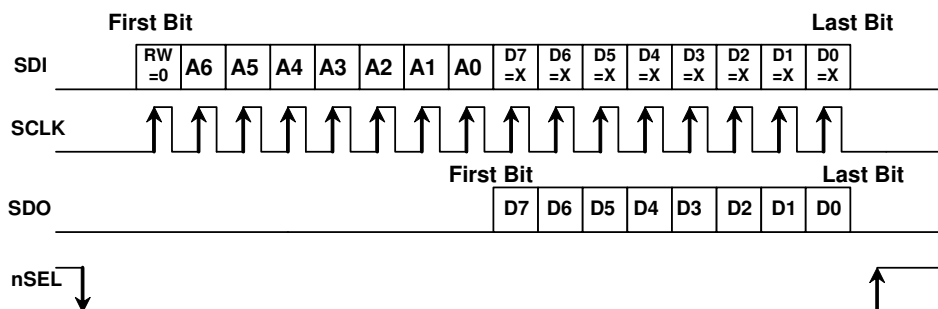 First Bit Last Bit
SDI RW =0 A6 A5 A4 A3 A2 A1 A0 D7 =X D6 =X D5 =X D4 =X D3 =X D2 =X D1 =X D0 =X
SCLK
First Bit Last Bit
SDO D7 D6 D5 D4 D3 D2 D1 D0
nSEL